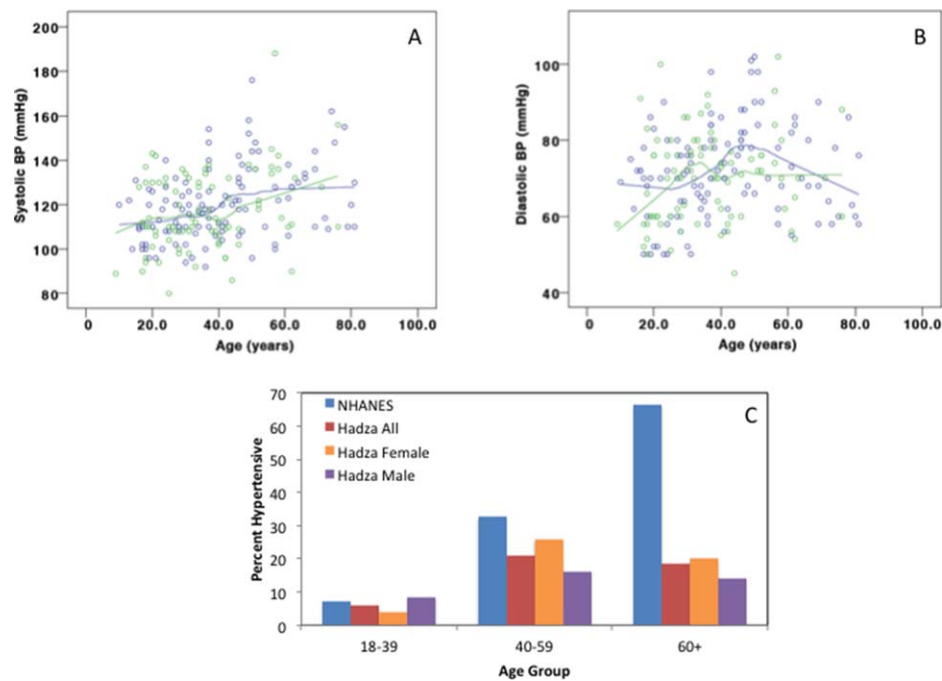 A
200
180
160
140
120
100
80
Systolic BP (mmHg)
0 20.0 40.0 60.0 80.0 100.0
Age (years)
B
100
80
60
40
Diastolic BP (mmHg)
0 20.0 40.0 60.0 80.0 100.0
Age (years)
C
70
60
50
40
30
20
10
0
Percent Hypertensive
NHANES
Hadza All
Hadza Female
Hadza Male
18-39 40-59 60+
Age Group